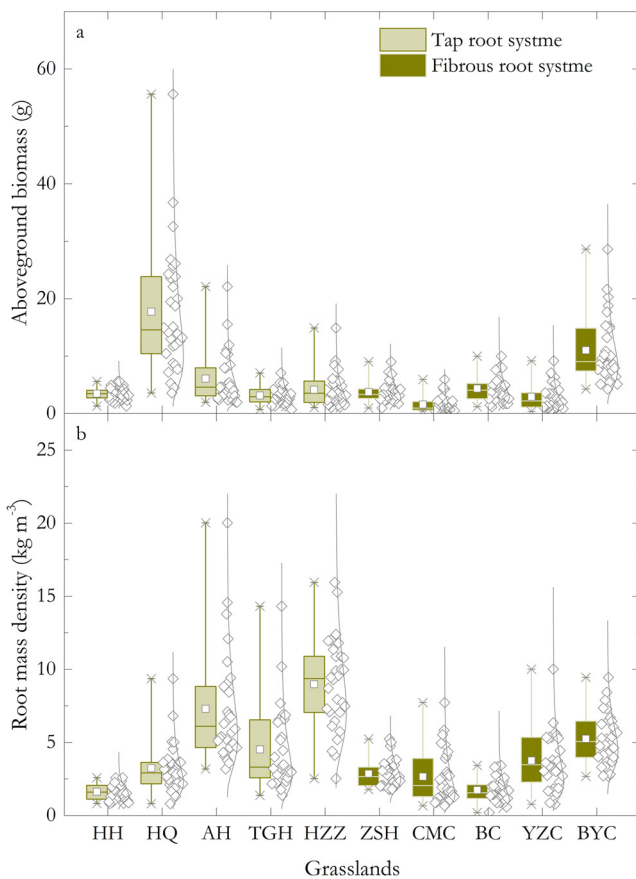 a
Tap root systme
Fibrous root systme
60
40
20
0
Aboveground biomass (g)
b
25
20
15
10
5
0
Root mass density (kg m-3)
HH HQ AH TGH HZZ ZSH CMC BC YZC BYC
Grasslands